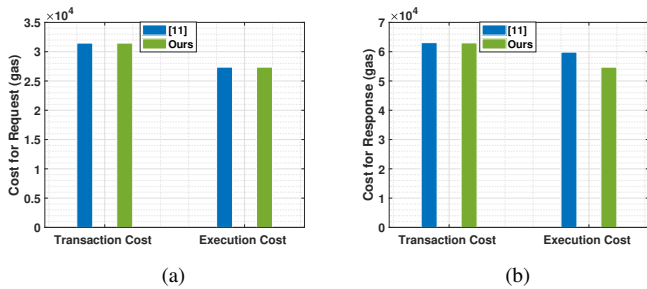 ×10⁴
3.5
3
2.5
2
1.5
1
0.5
0
Cost for Request (gas)
[11]
Ours
Transaction Cost
Execution Cost
(a)
×10⁴
7
6
5
4
3
2
1
0
Cost for Response (gas)
[11]
Ours
Transaction Cost
Execution Cost
(b)